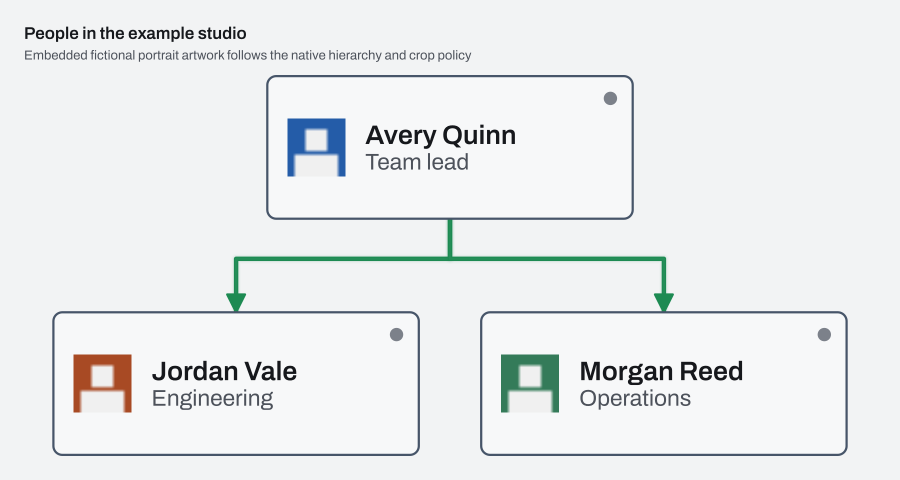 People in the example studio
Embedded fictional portrait artwork follows the native hierarchy and crop policy
Avery Quinn
Team lead
Jordan Vale
Engineering
Morgan Reed
Operations